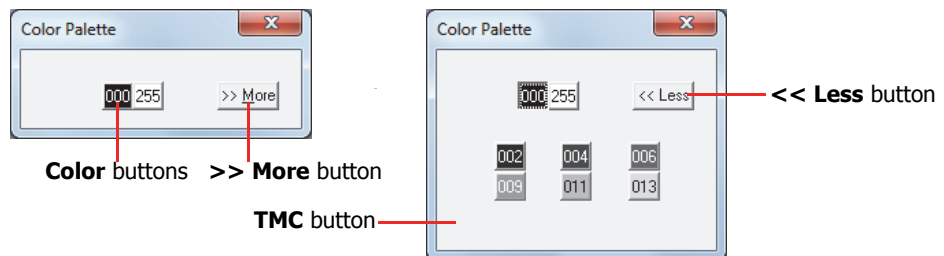 Color Palette
000 255 >> More
Color buttons >> More button
Color Palette
000 255 << Less
<< Less button
002 004 006
009 011 013
TMC button